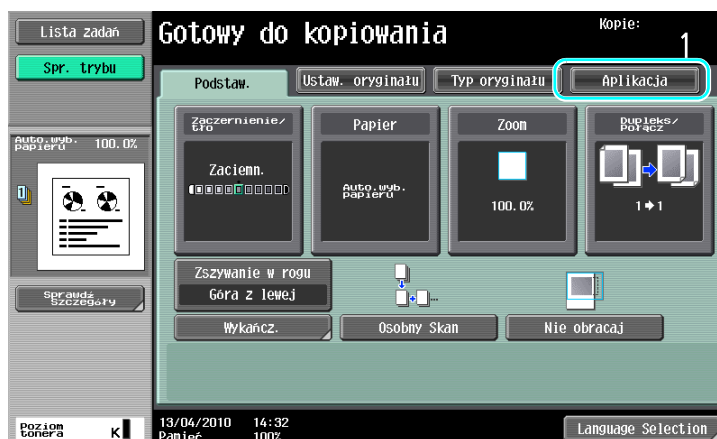 Lista zadań
Gotowy do kopiowania
Kopie:
1
Spr. trybu
Podstaw.
Ustaw. oryginału
Typ oryginału
Aplikacja
Auto.wyb.
papieru
100.0%
Zaczernienie/
tło
Zaciemn.
Papier
Auto.wyb.
papieru
Zoom
100.0%
Dupleks/
Połącz
1→1
1
Sprawdź
Szczegóły
Zszywanie w rogu
Góra z lewej
Wykańcz.
Osobny Skan
Nie obracaj
Poziom
tonera
K
13/04/2010 14:32
Pamięć 100%
Language Selection